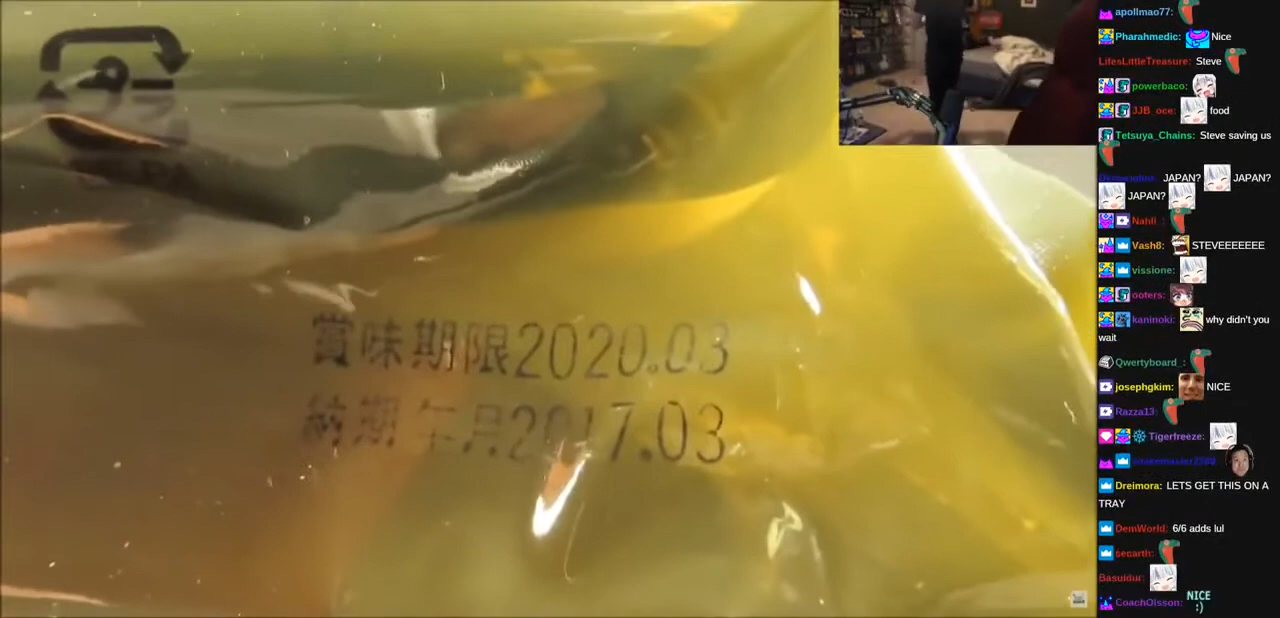 賞味期限2020.03
納期年月2017.03
apollmao77:
Pharahmedic: Nice
LifesLittleTreasure: Steve
powerbaco:
JJB_oce: food
Tetsuya_Chains: Steve saving us
JAPAN? JAPAN?
JAPAN?
Vash8: STEVEEEEEEE
vissione:
ooters:
kaninoki: why didn't you
wait
Qwertyboard_:
josephgkim: NICE
Razza13:
Tigerfreeze:
Dreimora: LETS GET THIS ON A
TRAY
DemWorld: 6/6 adds lul
secarth:
Basuidur:
CoachOlsson: NICE :)